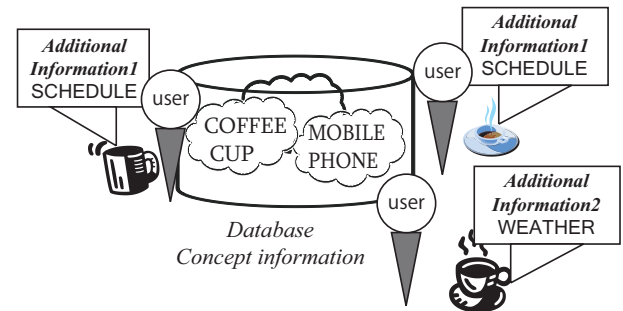 Additional
Information1
SCHEDULE
user
COFFEE
CUP
MOBILE
PHONE
user
Additional
Information1
SCHEDULE
user
Additional
Information2
WEATHER
Database
Concept information